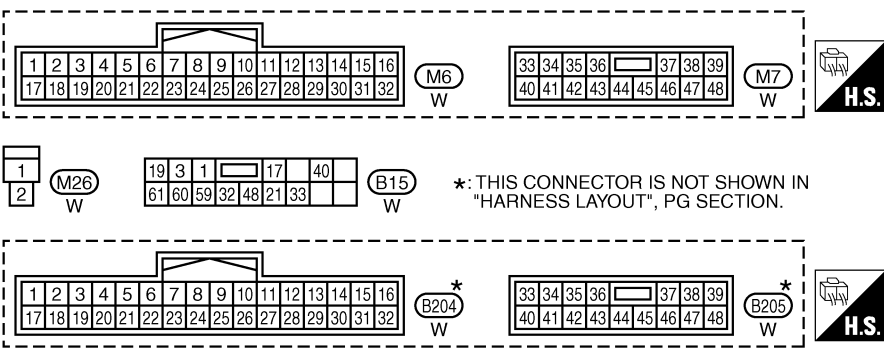 1 2 3 4 5 6 7 8 9 10 11 12 13 14 15 16
17 18 19 20 21 22 23 24 25 26 27 28 29 30 31 32
M6
W
33 34 35 36 37 38 39
40 41 42 43 44 45 46 47 48
M7
W
H.S.
1
2
M26
W
19 3 1 17 40
61 60 59 32 48 21 33
B15
W
*: THIS CONNECTOR IS NOT SHOWN IN
"HARNESS LAYOUT", PG SECTION.
1 2 3 4 5 6 7 8 9 10 11 12 13 14 15 16
17 18 19 20 21 22 23 24 25 26 27 28 29 30 31 32
*
B204
W
33 34 35 36 37 38 39
40 41 42 43 44 45 46 47 48
*
B205
W
H.S.